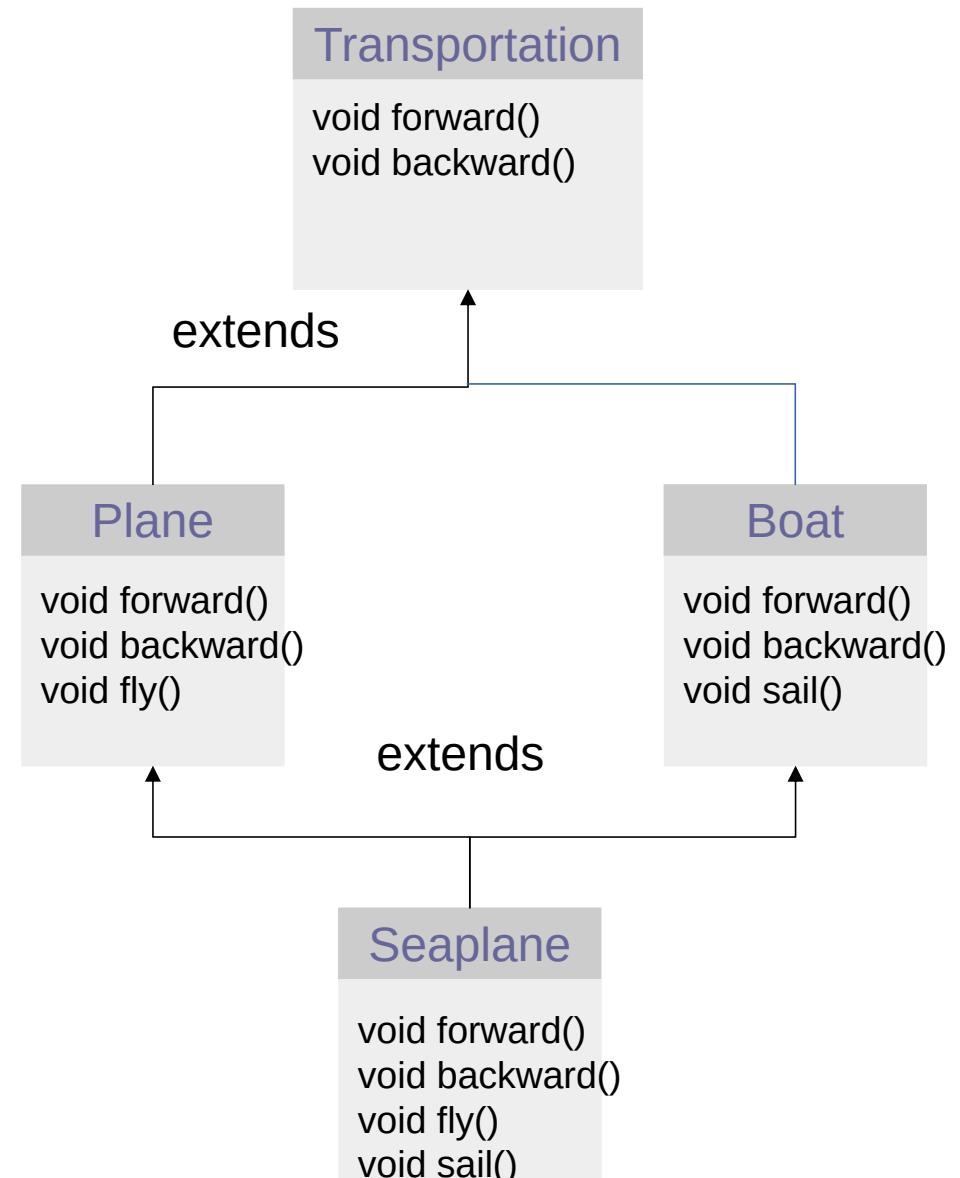 Transportation
void forward()
void backward()
extends
Plane
void forward()
void backward()
void fly()
Boat
void forward()
void backward()
void sail()
extends
Seaplane
void forward()
void backward()
void fly()
void sail()